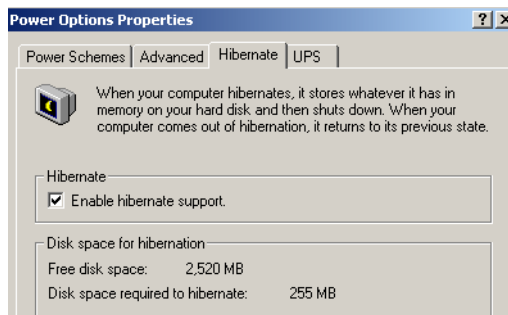 Power Options Properties
Power Schemes Advanced Hibernate UPS
When your computer hibernates, it stores whatever it has in
memory on your hard disk and then shuts down. When your
computer comes out of hibernation, it returns to its previous state.
Hibernate
Enable hibernate support.
Disk space for hibernation
Free disk space: 2,520 MB
Disk space required to hibernate: 255 MB